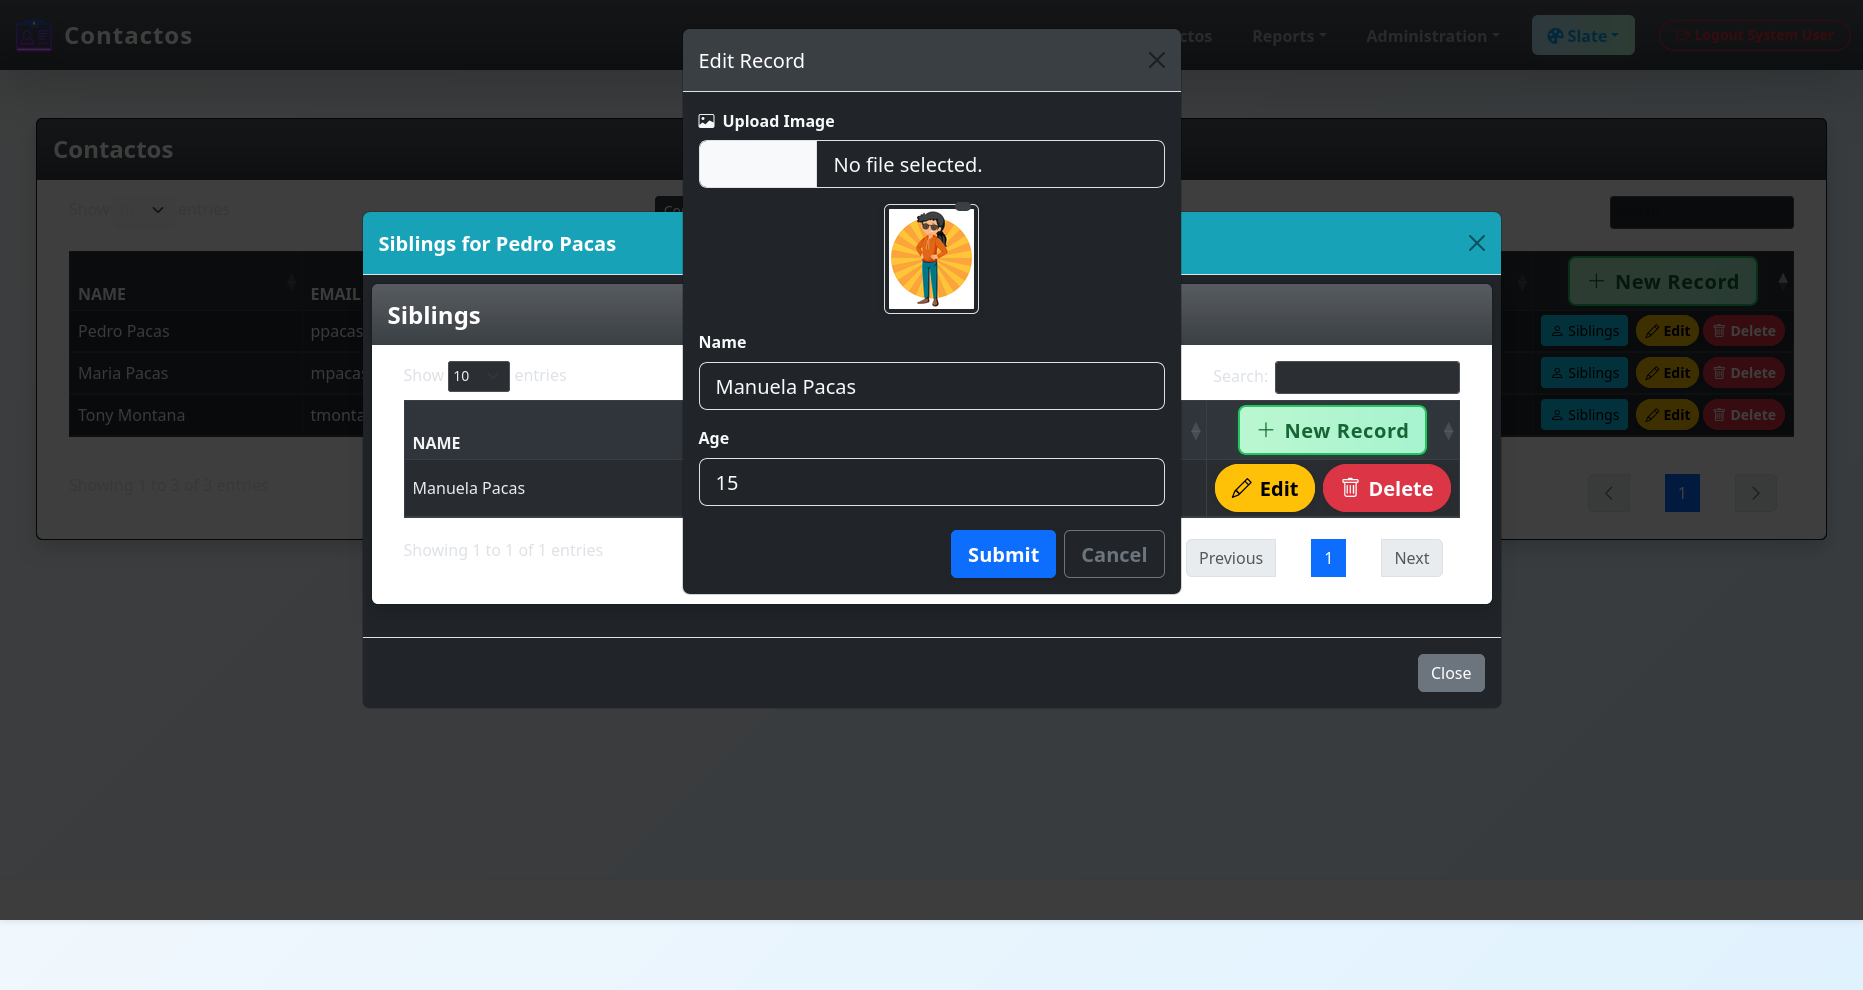 Contactos
ctos
Reports
Administration
Slate
Logout System User
Edit Record
Upload Image
No file selected.
Name
Manuela Pacas
Age
15
Submit
Cancel
Contactos
Show 10 entries
Siblings for Pedro Pacas
Siblings
Show 10 entries
Search:
NAME
New Record
Manuela Pacas
Edit
Delete
Showing 1 to 1 of 1 entries
Previous
1
Next
Close
NAME
EMAIL
New Record
Pedro Pacas
ppacas
Siblings
Edit
Delete
Maria Pacas
mpacas
Siblings
Edit
Delete
Tony Montana
tmonta
Siblings
Edit
Delete
Showing 1 to 3 of 3 entries
1